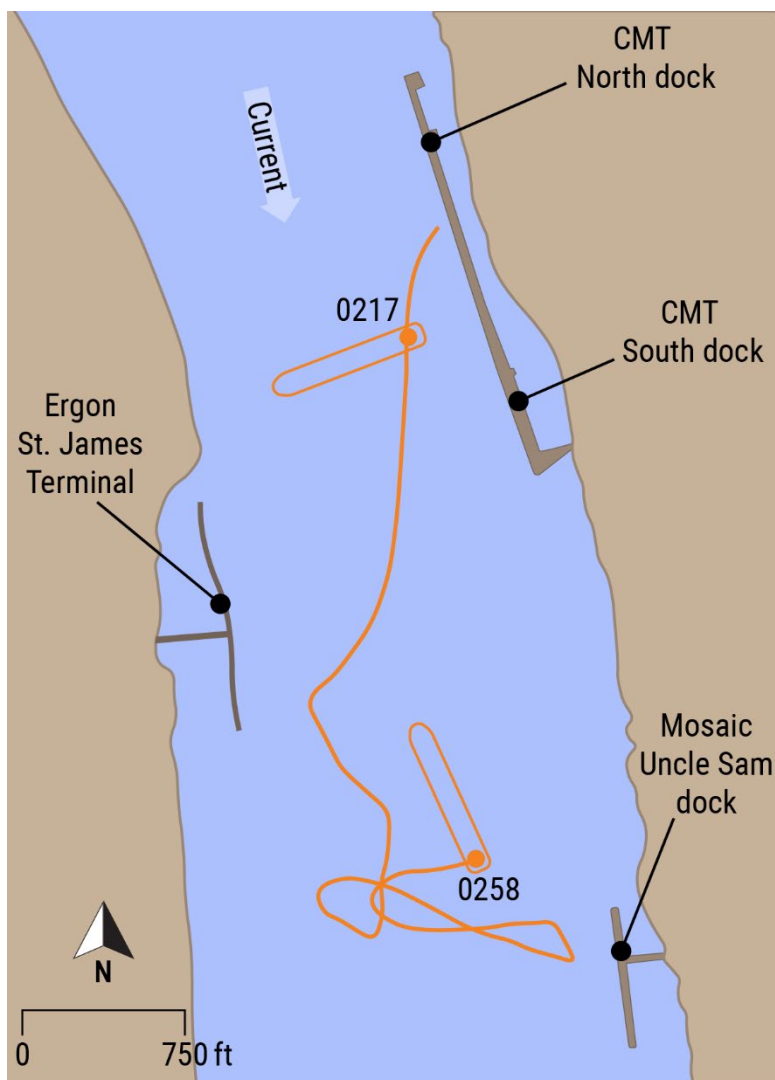 CMT
North dock
Current
0217
CMT
South dock
Ergon
St. James
Terminal
Mosaic
Uncle Sam
dock
0258
N
0
750 ft